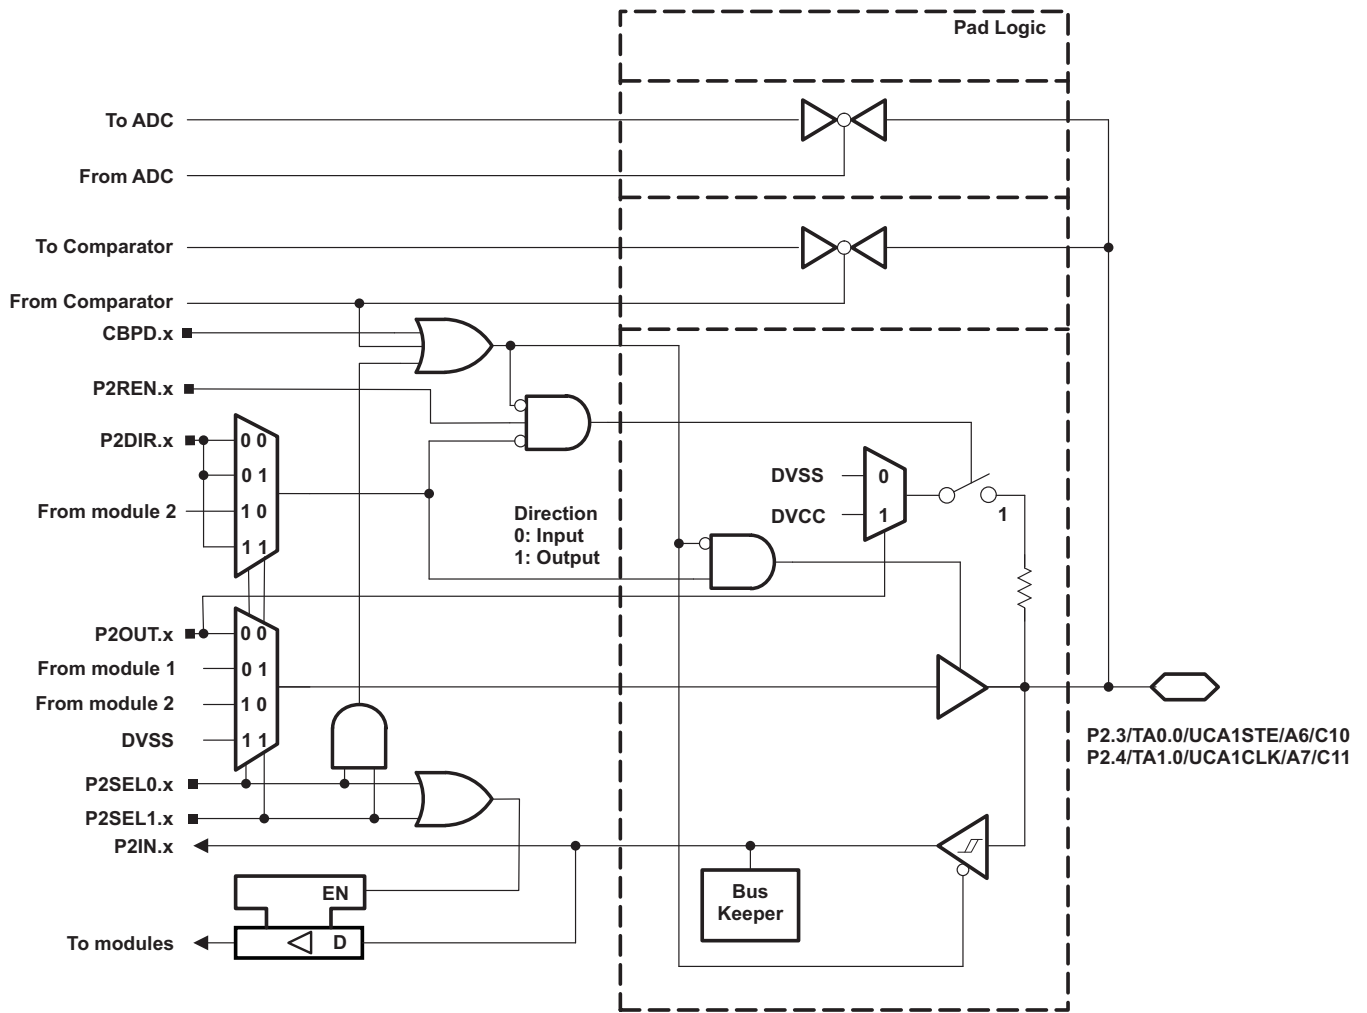 Pad Logic
To ADC
From ADC
To Comparator
From Comparator
CBPD.x
P2REN.x
P2DIR.x
0 0
0 1
From module 2
1 0
1 1
Direction
0: Input
1: Output
DVSS
0
DVCC
1
1
P2OUT.x
0 0
From module 1
0 1
From module 2
1 0
DVSS
1 1
P2SEL0.x
P2SEL1.x
P2IN.x
EN
To modules
D
Bus
Keeper
P2.3/TA0.0/UCA1STE/A6/C10
P2.4/TA1.0/UCA1CLK/A7/C11